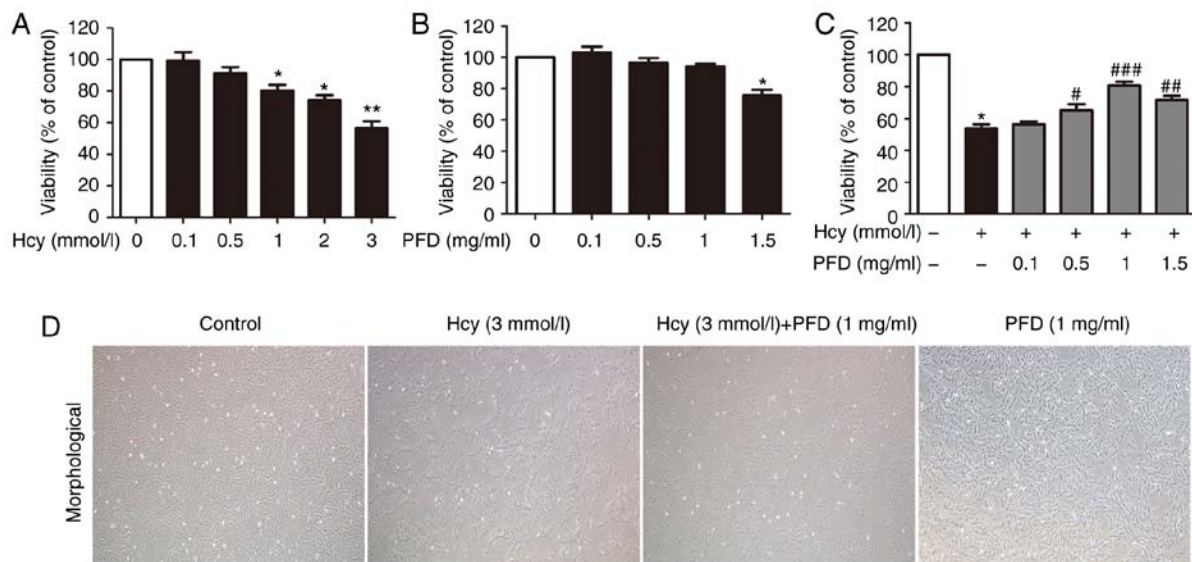 A
Viability (% of control)
120
100
80
60
40
20
0
*
*
**
Hcy (mmol/l)
0 0.1 0.5 1 2 3
B
Viability (% of control)
120
100
80
60
40
20
0
*
PFD (mg/ml)
0 0.1 0.5 1 1.5
C
Viability (% of control)
120
100
80
60
40
20
0
*
#
###
##
Hcy (mmol/l) – + + + + +
PFD (mg/ml) – – 0.1 0.5 1 1.5
D
Control
Hcy (3 mmol/l)
Hcy (3 mmol/l)+PFD (1 mg/ml)
PFD (1 mg/ml)
Morphological